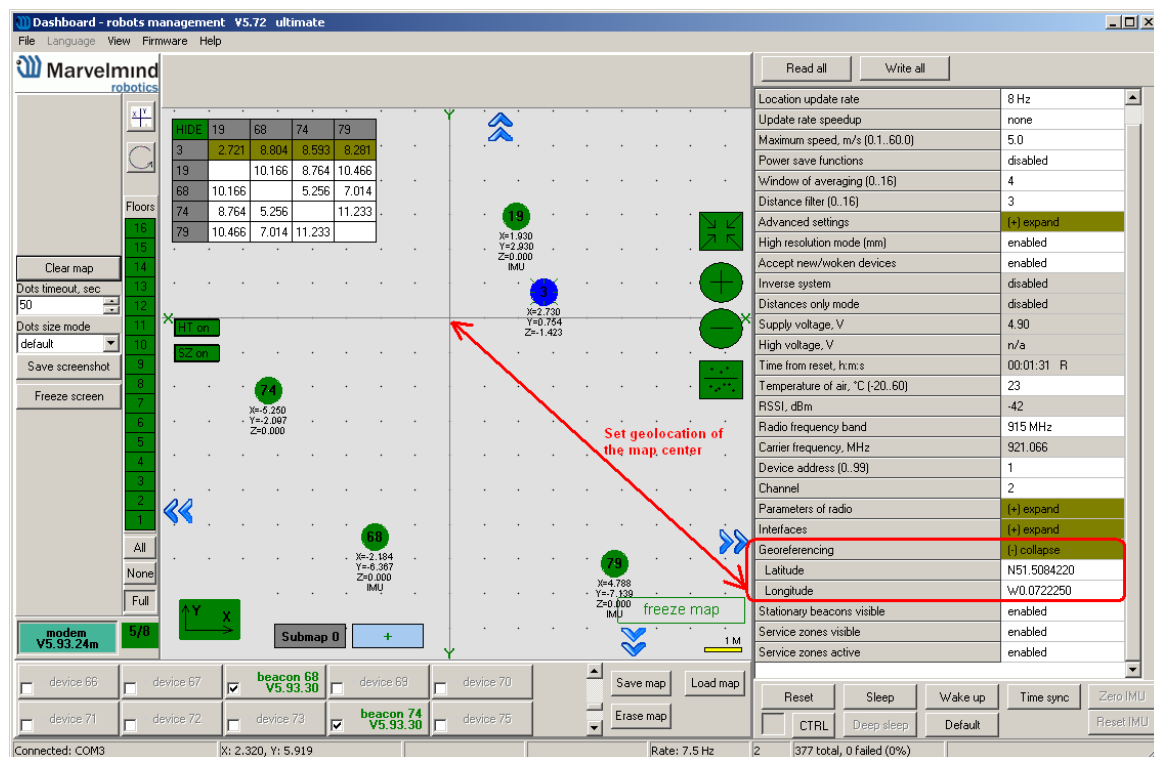 Dashboard - robots management V5.72 ultimate
File Language View Firmware Help
Marvelmind
robotics
Clear map
Dots timeout, sec
50
Dots size mode
default
Save screenshot
Freeze screen
X Y
Floors
16
15
14
13
12
11
10
9
8
7
6
5
4
3
2
1
All
None
Full
modem
V5.93.24m
5/8
HIDE 19 68 74 79
3 2.721 8.804 8.593 8.281
19 10.166 8.764 10.466
68 10.166 5.256 7.014
74 8.764 5.256 11.233
79 10.466 7.014 11.233
Y
19
X=1.930
Y=2.930
Z=0.000
IMU
3
X=2.730
Y=0.754
Z=-1.423
X
X
HT on
SZ on
74
X=-5.250
Y=-2.097
Z=0.000
Set geolocation of
the map center
68
X=-2.184
Y=-6.367
Z=0.000
IMU
79
X=4.788
Y=-7.139
Z=0.000
IMU
freeze map
Y X
Submap 0
+
Y
1 M
Read all Write all
Location update rate 8 Hz
Update rate speedup none
Maximum speed, m/s (0.1..60.0) 5.0
Power save functions disabled
Window of averaging (0..16) 4
Distance filter (0..16) 3
Advanced settings (+) expand
High resolution mode (mm) enabled
Accept new/woken devices enabled
Inverse system disabled
Distances only mode disabled
Supply voltage, V 4.90
High voltage, V n/a
Time from reset, h:m:s 00:01:31 R
Temperature of air, °C (-20..60) 23
RSSI, dBm -42
Radio frequency band 915 MHz
Carrier frequency, MHz 921.066
Device address (0..99) 1
Channel 2
Parameters of radio (+) expand
Interfaces (+) expand
Georeferencing (-) collapse
Latitude N51.5084220
Longitude W0.0722250
Stationary beacons visible enabled
Service zones visible enabled
Service zones active enabled
device 66
device 67
beacon 68
V5.93.30
device 69
device 70
device 71
device 72
device 73
beacon 74
V5.93.30
device 75
Save map Load map
Erase map
Reset Sleep Wake up Time sync Zero IMU
CTRL Deep sleep Default Reset IMU
Connected: COM3 X: 2.320, Y: 5.919 Rate: 7.5 Hz 2 377 total, 0 failed (0%)